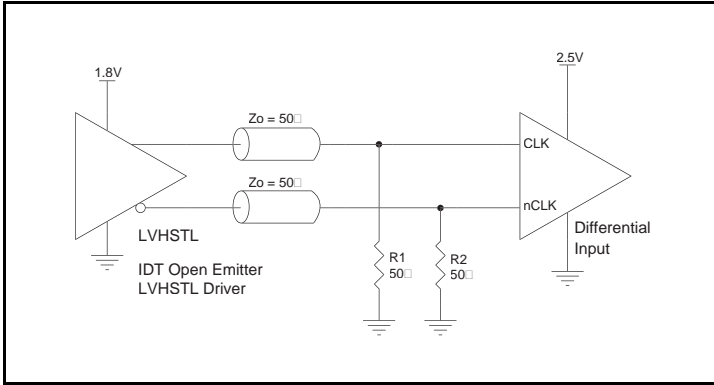 1.8V
2.5V
Zo = 50□
CLK
Zo = 50□
nCLK
LVHSTL
Differential
Input
R1
50□
R2
50□
IDT Open Emitter
LVHSTL Driver